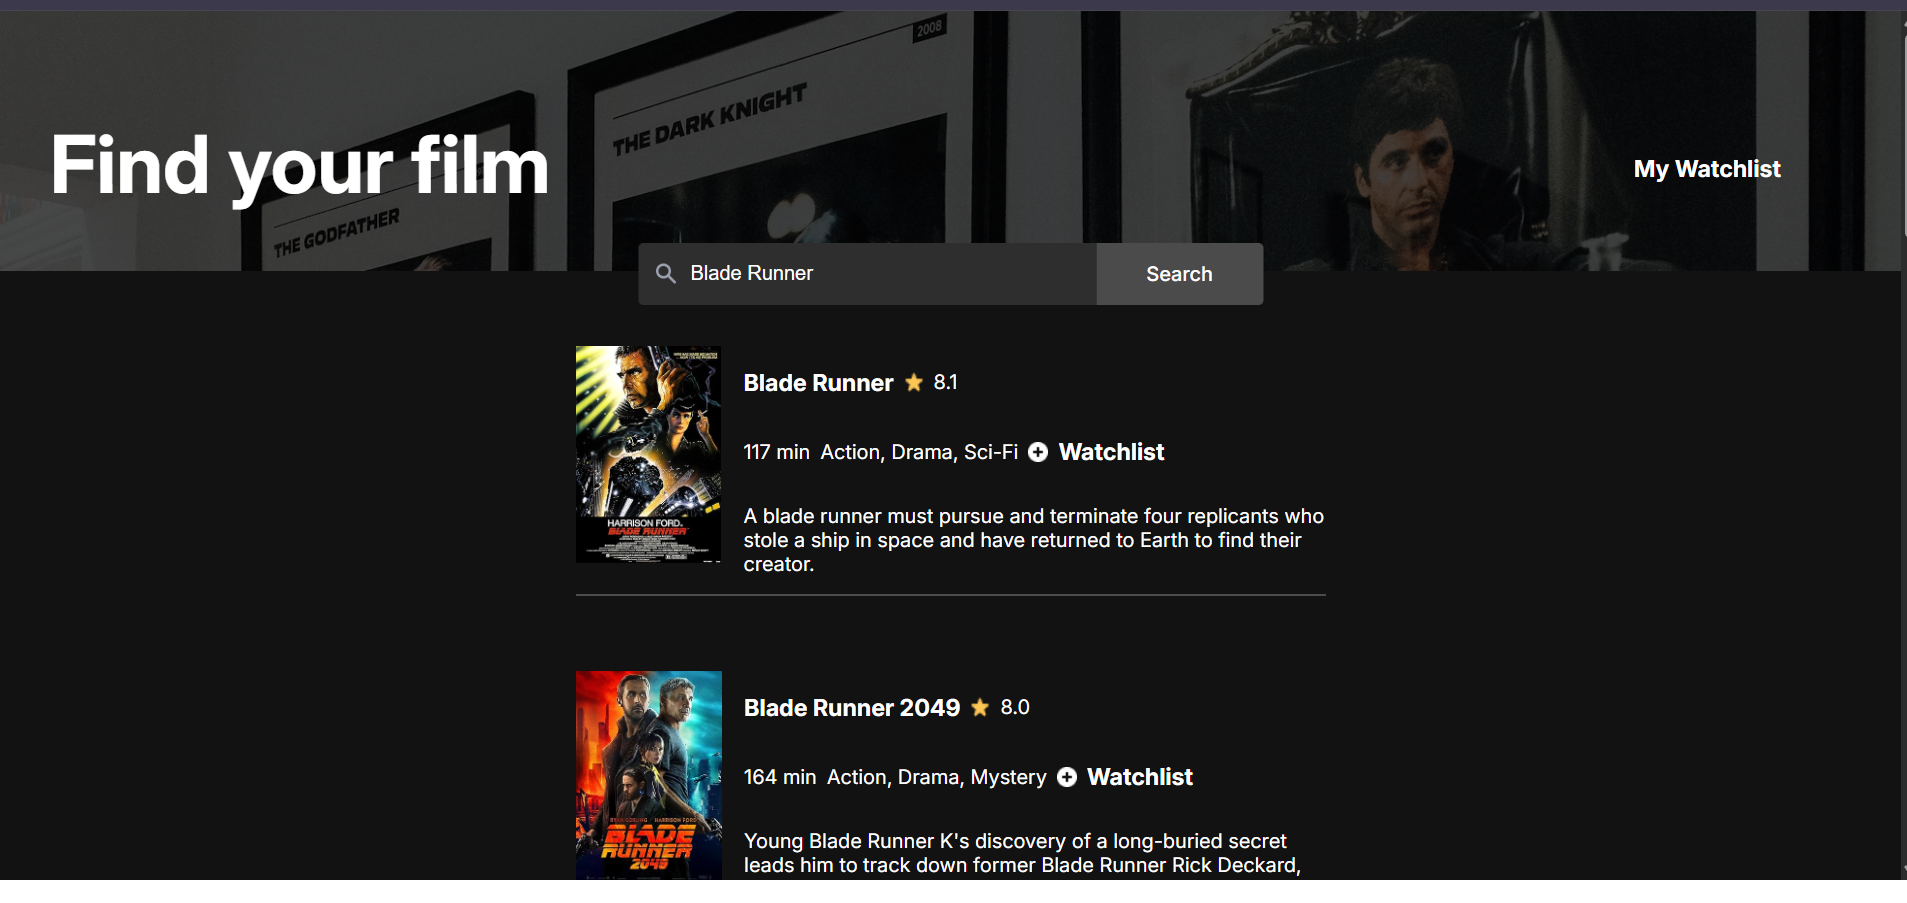 2008
THE DARK KNIGHT
Find your film
My Watchlist
THE GODFATHER
Blade Runner
Search
Blade Runner 8.1
117 min Action, Drama, Sci-Fi Watchlist
A blade runner must pursue and terminate four replicants who
stole a ship in space and have returned to Earth to find their
creator.
HARRISON FORD
BLADE RUNNER
Blade Runner 2049 8.0
164 min Action, Drama, Mystery Watchlist
Young Blade Runner K's discovery of a long-buried secret
leads him to track down former Blade Runner Rick Deckard,
HARRISON FORD
BLADE
RUNNER
2049